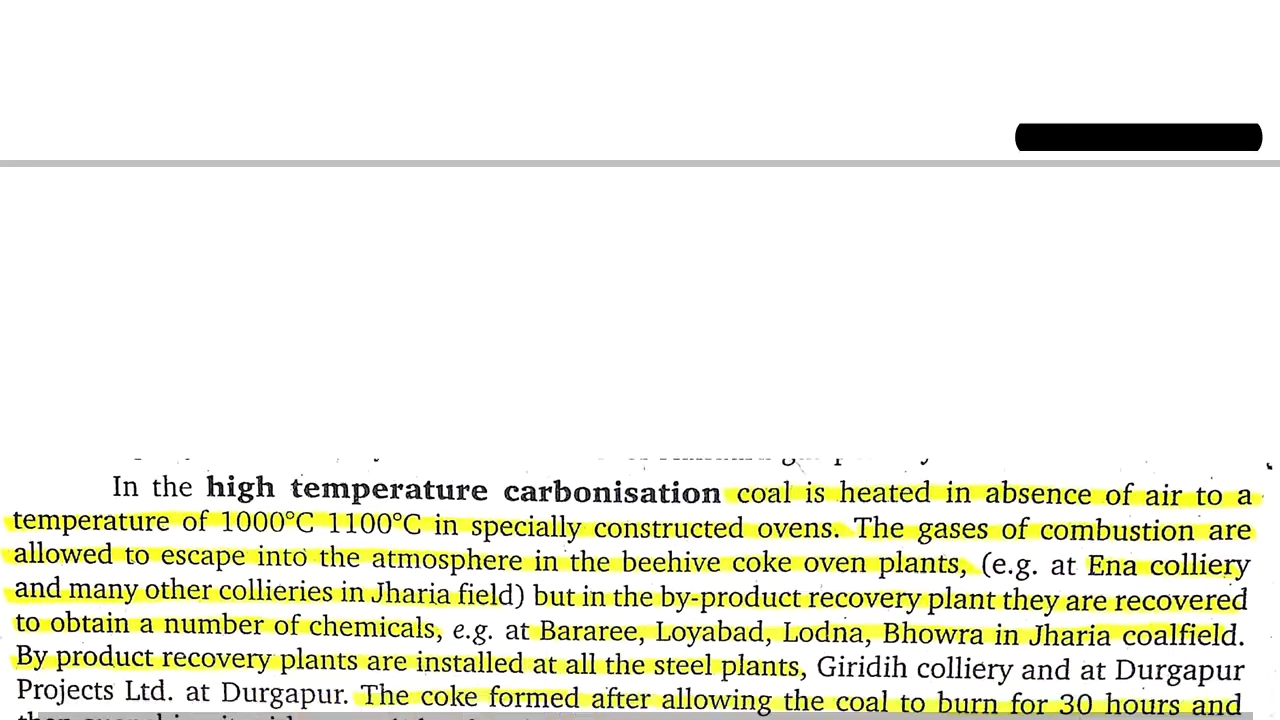 In the high temperature carbonisation coal is heated in absence of air to a
temperature of 1000°C 1100°C in specially constructed ovens. The gases of combustion are
allowed to escape into the atmosphere in the beehive coke oven plants, (e.g. at Ena colliery
and many other collieries in Jharia field) but in the by-product recovery plant they are recovered
to obtain a number of chemicals, e.g. at Bararee, Loyabad, Lodna, Bhowra in Jharia coalfield.
By product recovery plants are installed at all the steel plants, Giridih colliery and at Durgapur
Projects Ltd. at Durgapur. The coke formed after allowing the coal to burn for 30 hours and